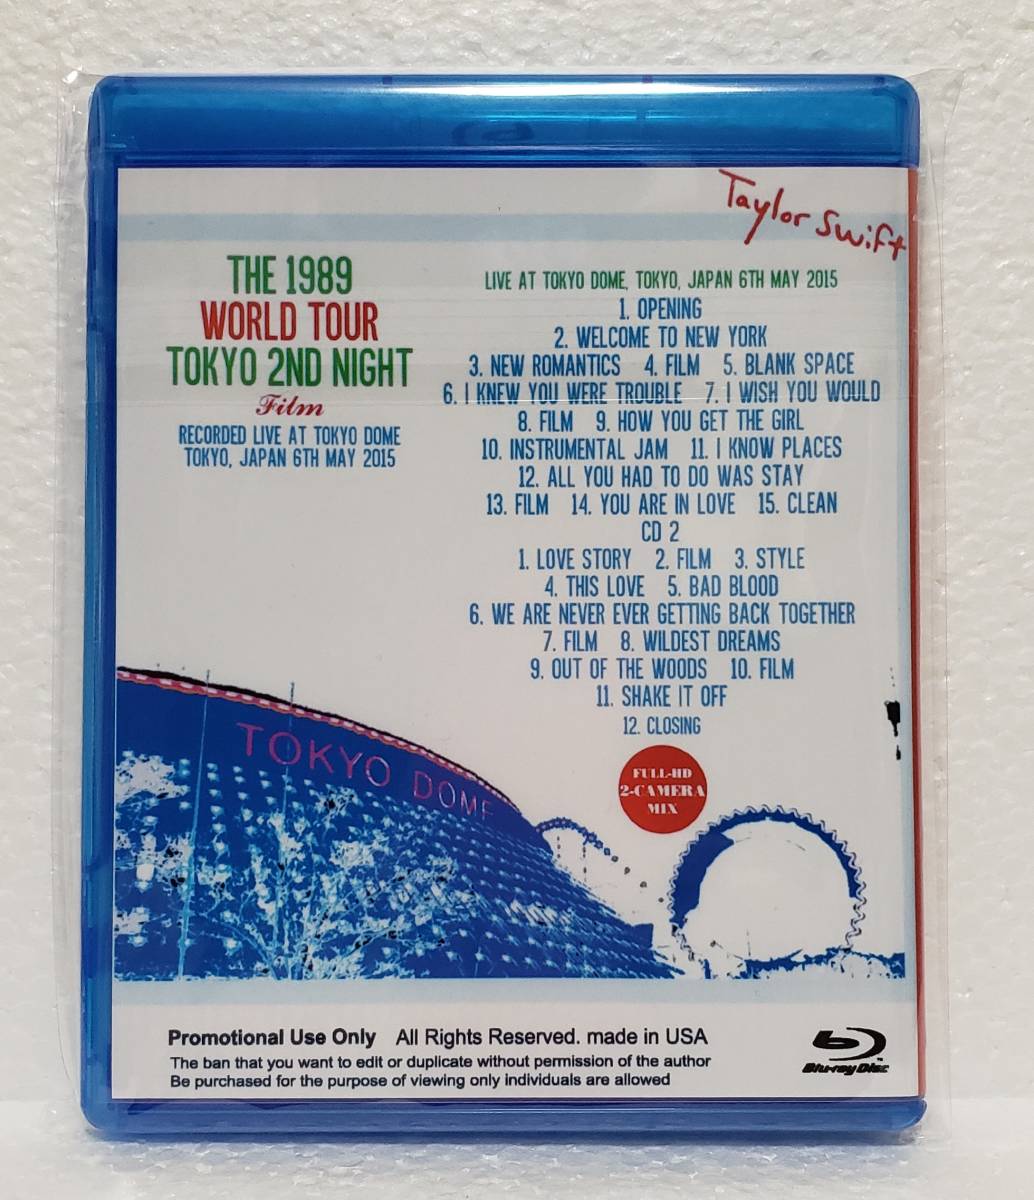 Taylor Swift
THE 1989
WORLD TOUR
TOKYO 2ND NIGHT
Film
RECORDED LIVE AT TOKYO DOME
TOKYO, JAPAN 6TH MAY 2015
LIVE AT TOKYO DOME, TOKYO, JAPAN 6TH MAY 2015
1. OPENING
2. WELCOME TO NEW YORK
3. NEW ROMANTICS 4. FILM 5. BLANK SPACE
6. I KNEW YOU WERE TROUBLE 7. I WISH YOU WOULD
8. FILM 9. HOW YOU GET THE GIRL
10. INSTRUMENTAL JAM 11. I KNOW PLACES
12. ALL YOU HAD TO DO WAS STAY
13. FILM 14. YOU ARE IN LOVE 15. CLEAN
CD 2
1. LOVE STORY 2. FILM 3. STYLE
4. THIS LOVE 5. BAD BLOOD
6. WE ARE NEVER EVER GETTING BACK TOGETHER
7. FILM 8. WILDEST DREAMS
9. OUT OF THE WOODS 10. FILM
11. SHAKE IT OFF
12. CLOSING
TOKYO DOME
FULL-HD
2-CAMERA
MIX
Promotional Use Only All Rights Reserved. made in USA
The ban that you want to edit or duplicate without permission of the author
Be purchased for the purpose of viewing only individuals are allowed
Blu-ray Disc